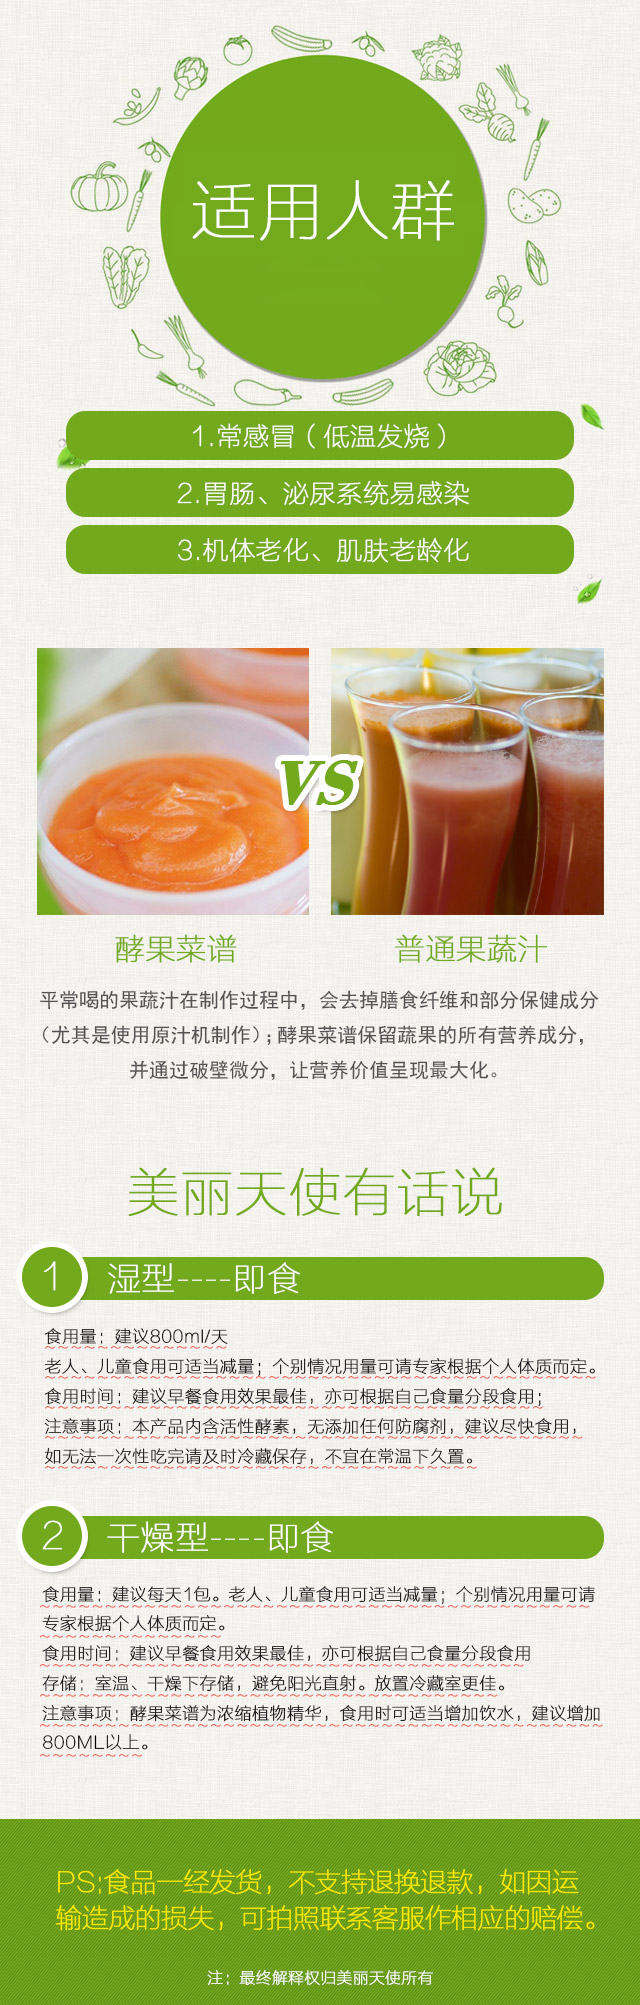 适用人群
1.常感冒（低温发烧）
2.胃肠、泌尿系统易感染
3.机体老化、肌肤老龄化
VS
酵果菜谱
普通果蔬汁
平常喝的果蔬汁在制作过程中，会去掉膳食纤维和部分保健成分
（尤其是使用原汁机制作）；酵果菜谱保留蔬果的所有营养成分，
并通过破壁微分，让营养价值呈现最大化。
美丽天使有话说
1 湿型----即食
食用量：建议800ml/天
老人、儿童食用可适当减量；个别情况用量可请专家根据个人体质而定。
食用时间：建议早餐食用效果最佳，亦可根据自己食量分段食用；
注意事项：本产品内含活性酵素，无添加任何防腐剂，建议尽快食用，
如无法一次性吃完请及时冷藏保存，不宜在常温下久置。
2 干燥型----即食
食用量：建议每天1包。老人、儿童食用可适当减量；个别情况用量可请
专家根据个人体质而定。
食用时间：建议早餐食用效果最佳，亦可根据自己食量分段食用
存储：室温、干燥下存储，避免阳光直射。放置冷藏室更佳。
注意事项：酵果菜谱为浓缩植物精华，食用时可适当增加饮水，建议增加
800ML以上。
PS:食品一经发货，不支持退换退款，如因运
输造成的损失，可拍照联系客服作相应的赔偿。
注：最终解释权归美丽天使所有